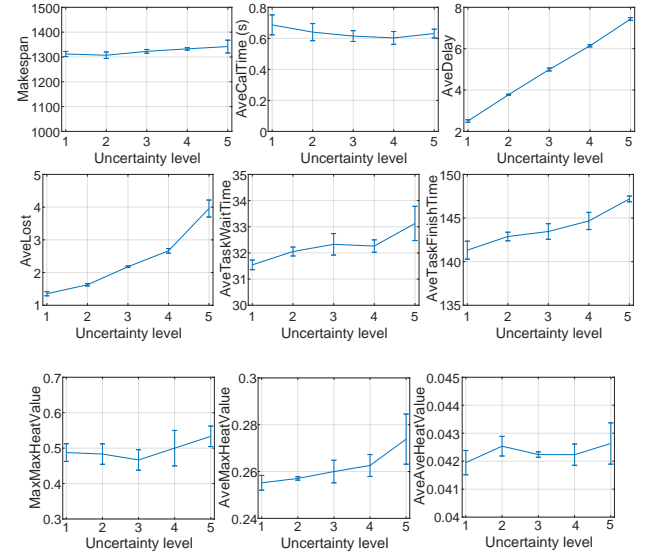 Makespan
1500
1400
1300
1200
1100
1000
1 2 3 4 5
Uncertainty level
AveCalTime (s)
0.8
0.6
0.4
0.2
0
1 2 3 4 5
Uncertainty level
AveDelay
8
6
4
2
1 2 3 4 5
Uncertainty level
AveLost
5
4
3
2
1
1 2 3 4 5
Uncertainty level
AveTaskWaitTime
35
34
33
32
31
30
1 2 3 4 5
Uncertainty level
AveTaskFinishTime
150
145
140
135
1 2 3 4 5
Uncertainty level
MaxMaxHeatValue
0.7
0.6
0.5
0.4
0.3
1 2 3 4 5
Uncertainty level
AveMaxHeatValue
0.3
0.28
0.26
0.24
1 2 3 4 5
Uncertainty level
AveAveHeatValue
0.045
0.044
0.043
0.042
0.041
0.04
1 2 3 4 5
Uncertainty level